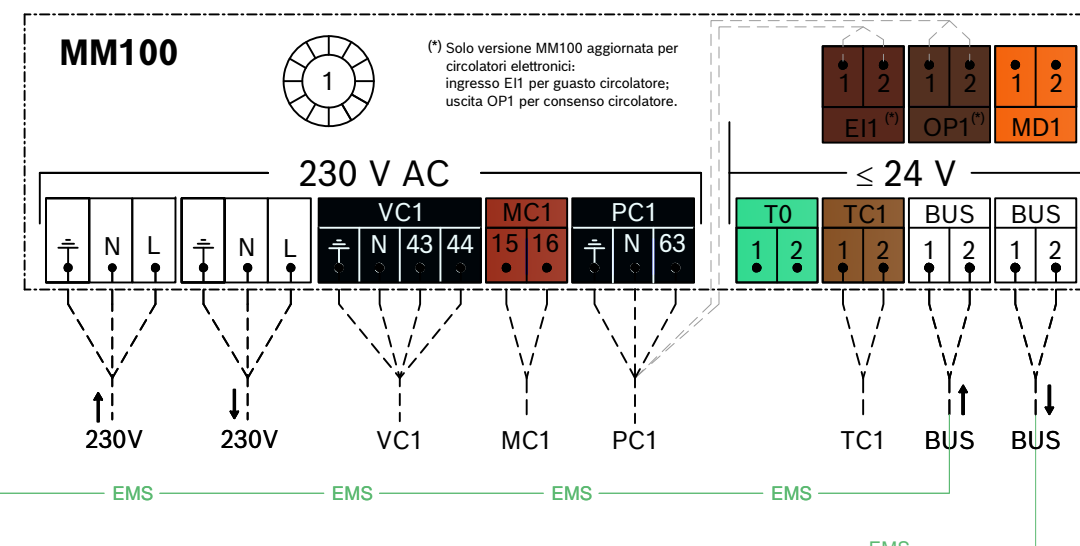 MM100
1
(*) Solo versione MM100 aggiornata per
circolatori elettronici:
ingresso EI1 per guasto circolatore;
uscita OP1 per consenso circolatore.
1 2 1 2 1 2
EI1 (*) OP1(*) MD1
230 V AC ≤ 24 V
VC1 MC1 PC1 T0 TC1 BUS BUS
N L N L N 43 44 15 16 N 63 1 2 1 2 1 2 1 2
230V 230V VC1 MC1 PC1 TC1 BUS BUS
EMS EMS EMS EMS
EMS